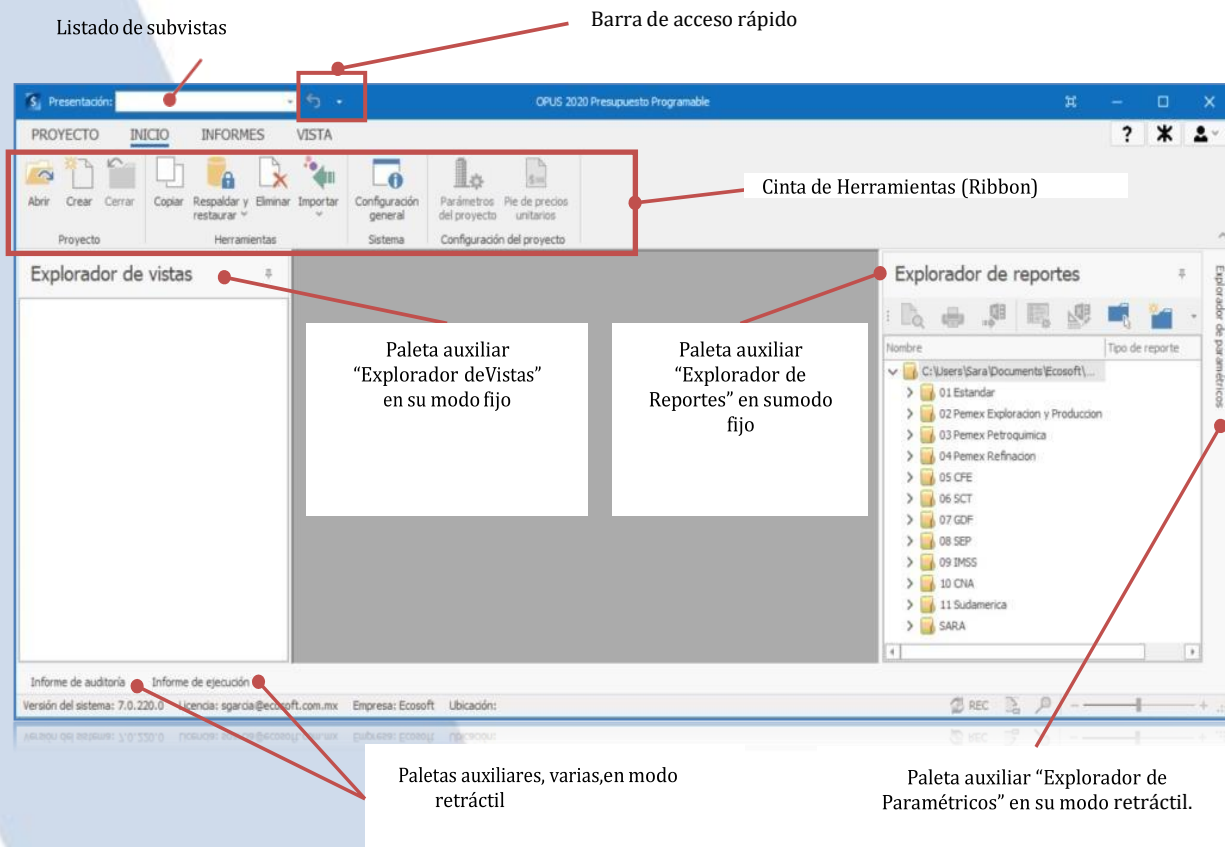 Listado de subvistas
Barra de acceso rápido
Presentación:
OPUS 2020 Presupuesto Programable
PROYECTO INICIO INFORMES VISTA
?
Abrir Crear Cerrar Copiar Respaldar y restaurar Eliminar Importar Configuración general Parámetros del proyecto Pie de precios unitarios
Proyecto Herramientas Sistema Configuración del proyecto
Cinta de Herramientas (Ribbon)
Explorador de vistas
Explorador de reportes
Explorador de paramétricos
Paleta auxiliar
“Explorador deVistas”
en su modo fijo
Paleta auxiliar
“Explorador de
Reportes” en sumodo
fijo
Nombre Tipo de reporte
C:\Users\Sara\Documents\Ecosoft\...
01 Estandar
02 Pemex Exploracion y Produccion
03 Pemex Petroquimica
04 Pemex Refinacion
05 CFE
06 SCT
07 GDF
08 SEP
09 IMSS
10 CNA
11 Sudamerica
SARA
Informe de auditoría Informe de ejecución
Versión del sistema: 7.0.220.0 Licencia: sgarcia@ecosoft.com.mx Empresa: Ecosoft Ubicación:
REC
Paletas auxiliares, varias,en modo
retráctil
Paleta auxiliar “Explorador de
Paramétricos” en su modo retráctil.